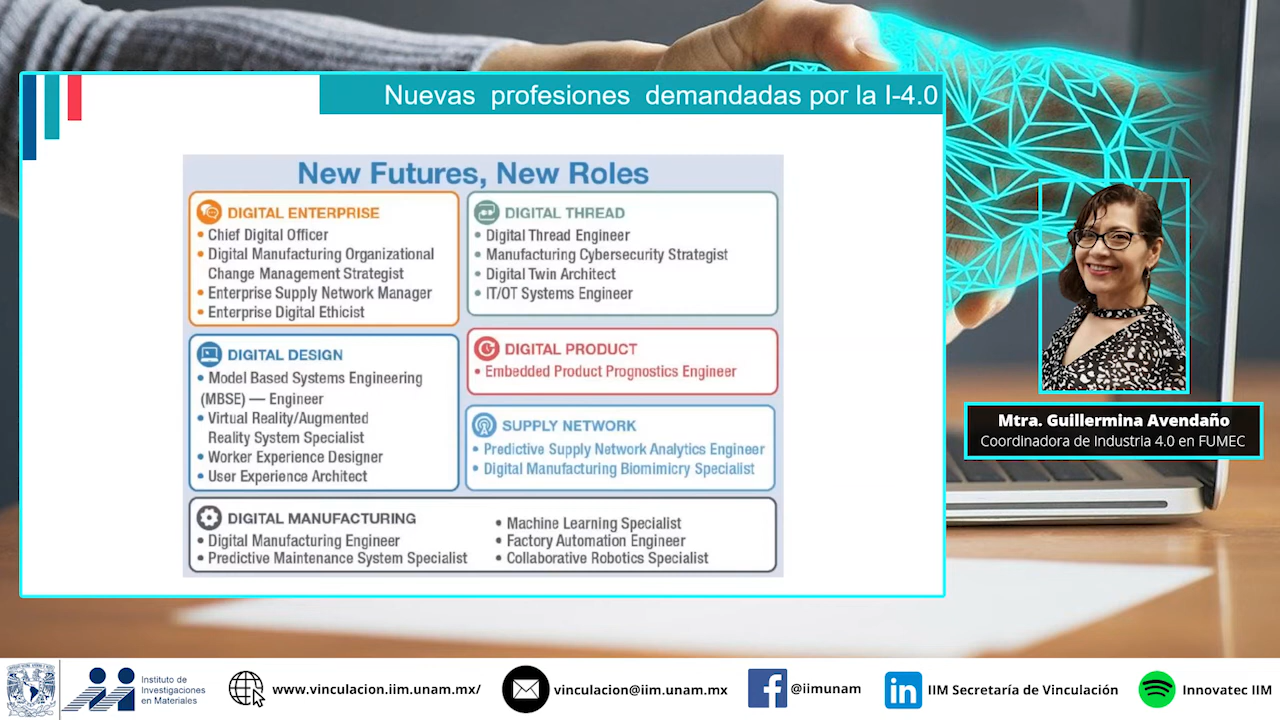 Nuevas profesiones demandadas por la I-4.0
New Futures, New Roles
DIGITAL ENTERPRISE
• Chief Digital Officer
• Digital Manufacturing Organizational
Change Management Strategist
• Enterprise Supply Network Manager
• Enterprise Digital Ethicist
DIGITAL THREAD
• Digital Thread Engineer
• Manufacturing Cybersecurity Strategist
• Digital Twin Architect
• IT/OT Systems Engineer
DIGITAL DESIGN
• Model Based Systems Engineering
(MBSE) — Engineer
• Virtual Reality/Augmented
Reality System Specialist
• Worker Experience Designer
• User Experience Architect
DIGITAL PRODUCT
• Embedded Product Prognostics Engineer
SUPPLY NETWORK
• Predictive Supply Network Analytics Engineer
• Digital Manufacturing Biomimicry Specialist
DIGITAL MANUFACTURING
• Digital Manufacturing Engineer
• Predictive Maintenance System Specialist
• Machine Learning Specialist
• Factory Automation Engineer
• Collaborative Robotics Specialist
Mtra. Guillermina Avendaño
Coordinadora de Industria 4.0 en FUMEC
Instituto de
Investigaciones
en Materiales
www.vinculacion.iim.unam.mx/
vinculacion@iim.unam.mx
@iimunam
IIM Secretaría de Vinculación
Innovatec IIM